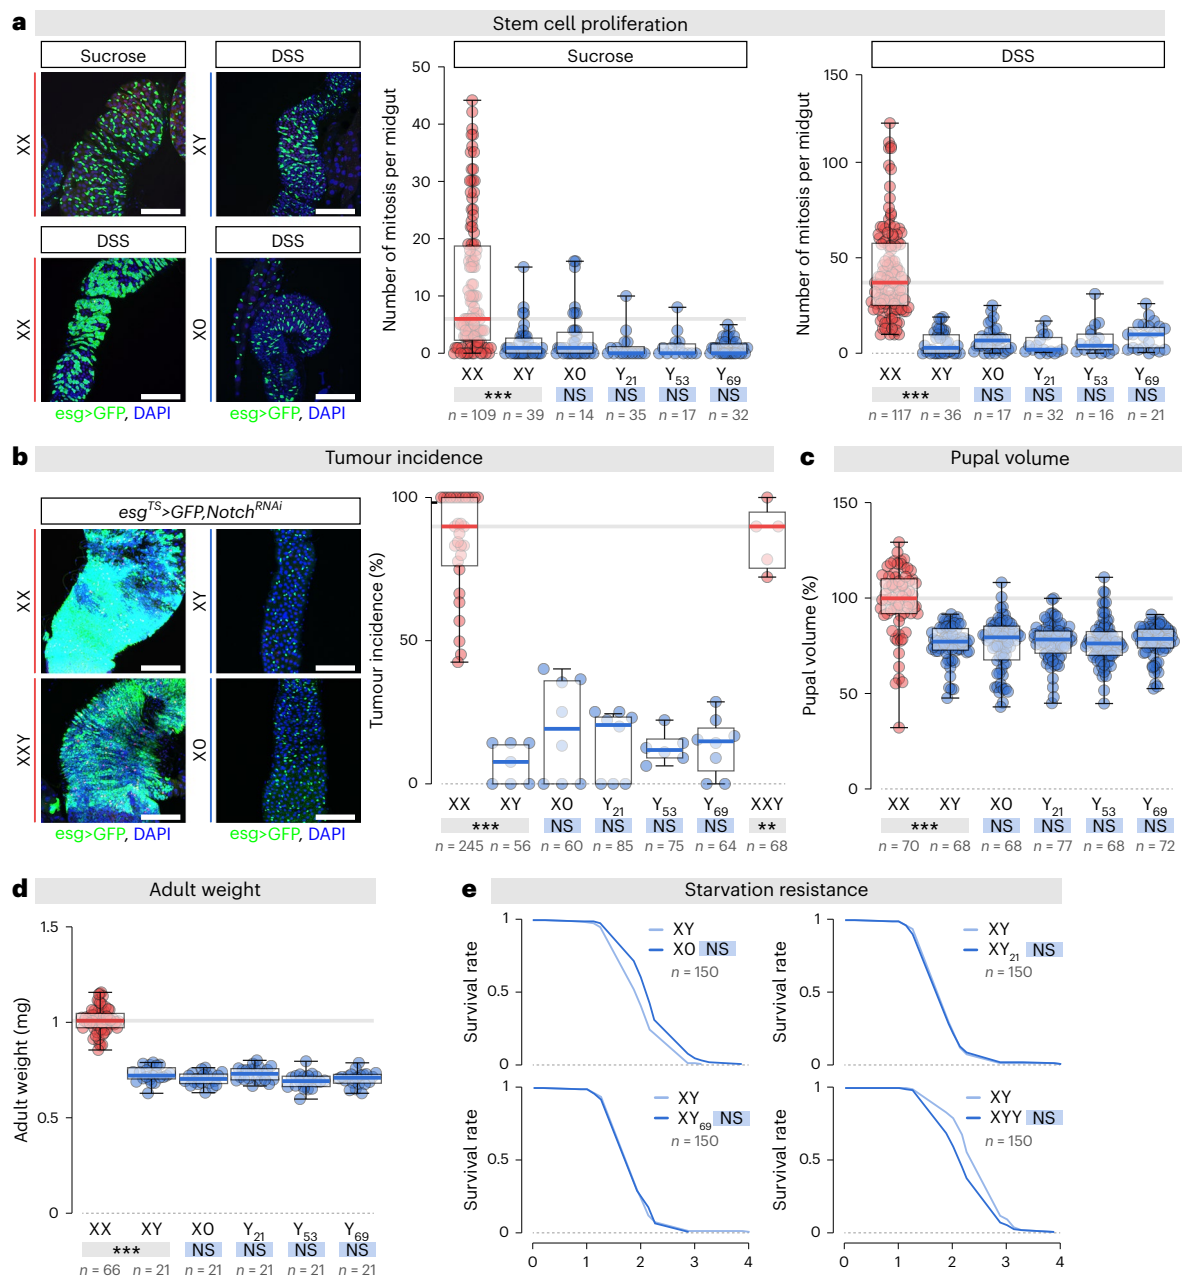 a
Stem cell proliferation
Sucrose
DSS
XX
XY
DSS
DSS
XX
XO
esg>GFP, DAPI
esg>GFP, DAPI
Sucrose
Number of mitosis per midgut
50
40
30
20
10
0
XX XY XO Y21 Y53 Y69
*** NS NS NS NS
n = 109 n = 39 n = 14 n = 35 n = 17 n = 32
DSS
Number of mitosis per midgut
150
100
50
0
XX XY XO Y21 Y53 Y69
*** NS NS NS NS
n = 117 n = 36 n = 17 n = 32 n = 16 n = 21
b
Tumour incidence
esgTS>GFP,NotchRNAi
XX
XY
XXY
XO
esg>GFP, DAPI
esg>GFP, DAPI
Tumour incidence (%)
100
50
0
XX XY XO Y21 Y53 Y69 XXY
*** NS NS NS NS **
n = 245 n = 56 n = 60 n = 85 n = 75 n = 64 n = 68
c
Pupal volume
Pupal volume (%)
150
100
50
0
XX XY XO Y21 Y53 Y69
*** NS NS NS NS
n = 70 n = 68 n = 68 n = 77 n = 68 n = 72
d
Adult weight
Adult weight (mg)
1.5
1
0.5
0
XX XY XO Y21 Y53 Y69
*** NS NS NS NS
n = 66 n = 21 n = 21 n = 21 n = 21 n = 21
e
Starvation resistance
Survival rate
1
0.5
0
XY
XO NS
n = 150
Survival rate
1
0.5
0
XY
XY21 NS
n = 150
Survival rate
1
0.5
0
XY
XY69 NS
n = 150
0 1 2 3 4
Survival rate
1
0.5
0
XY
XYY NS
n = 150
0 1 2 3 4